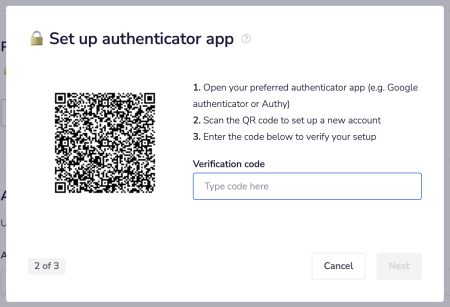 Set up authenticator app ?
1. Open your preferred authenticator app (e.g. Google
authenticator or Authy)
2. Scan the QR code to set up a new account
3. Enter the code below to verify your setup
Verification code
Type code here
2 of 3
Cancel
Next